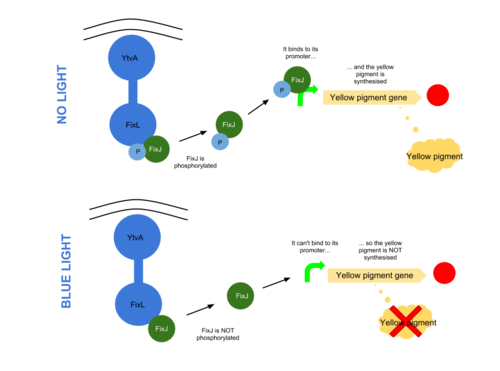 NO LIGHT
YtvA
FixL
P
FixJ
FixJ is
phosphorylated
FixJ
P
It binds to its
promoter...
FixJ
P
... and the yellow
pigment is
synthesised
Yellow pigment gene
Yellow pigment
BLUE LIGHT
YtvA
FixL
FixJ
FixJ is NOT
phosphorylated
FixJ
It can't bind to its
promoter...
... so the yellow
pigment is NOT
synthesised
Yellow pigment gene
Yellow pigment